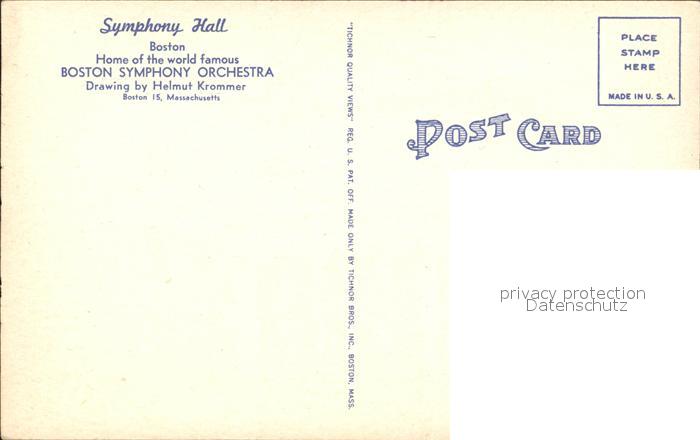 Symphony Hall
Boston
Home of the world famous
BOSTON SYMPHONY ORCHESTRA
Drawing by Helmut Krommer
Boston 15, Massachusetts
"TICHNOR QUALITY VIEWS" REG. U. S. PAT. OFF. MADE ONLY BY TICHNOR BROS., INC., BOSTON, MASS.
POST CARD
PLACE
STAMP
HERE
MADE IN U. S. A.
privacy protection
Datenschutz